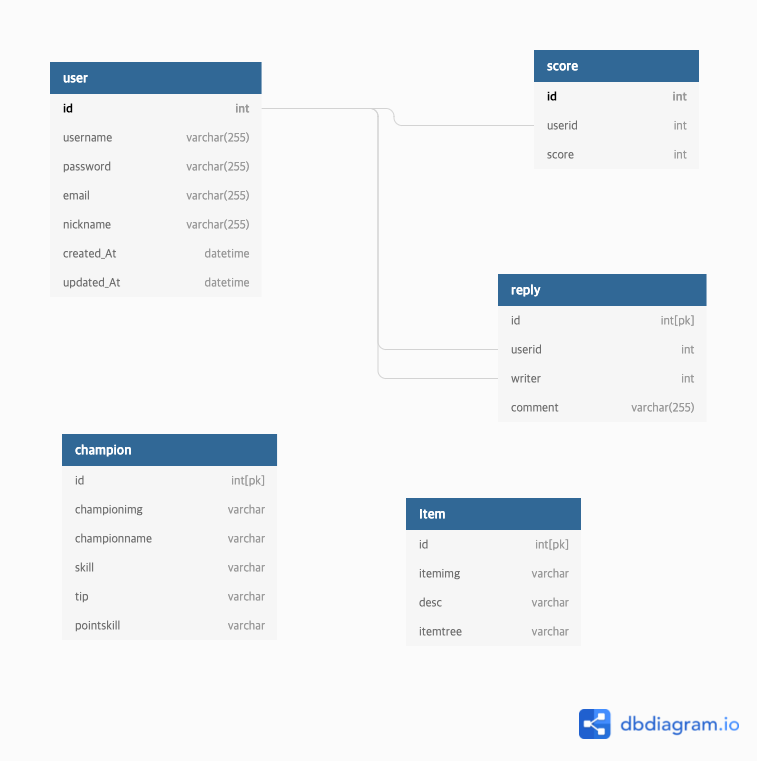 user
id int
username varchar(255)
password varchar(255)
email varchar(255)
nickname varchar(255)
created_At datetime
updated_At datetime
score
id int
userid int
score int
reply
id int[pk]
userid int
writer int
comment varchar(255)
champion
id int[pk]
championimg varchar
championname varchar
skill varchar
tip varchar
pointskill varchar
Item
id int[pk]
itemimg varchar
desc varchar
itemtree varchar
dbdiagram.io